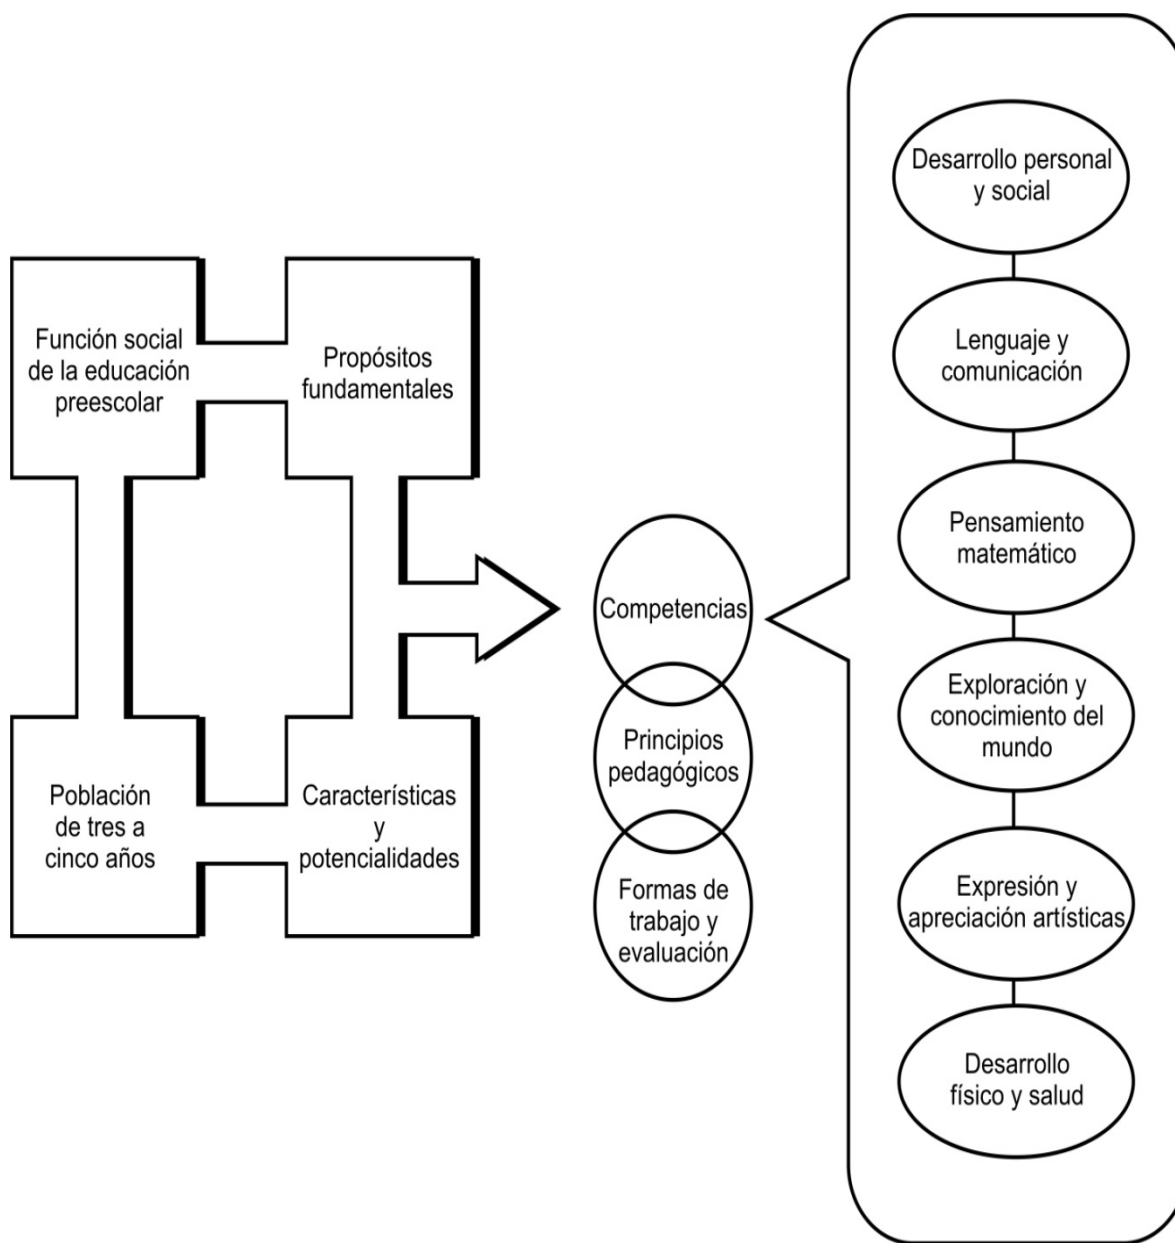 Función social
de la educación
preescolar
Propósitos
fundamentales
Población
de tres a
cinco años
Características
y
potencialidades
Competencias
Principios
pedagógicos
Formas de
trabajo y
evaluación
Desarrollo personal
y social
Lenguaje y
comunicación
Pensamiento
matemático
Exploración y
conocimiento del
mundo
Expresión y
apreciación artísticas
Desarrollo
físico y salud